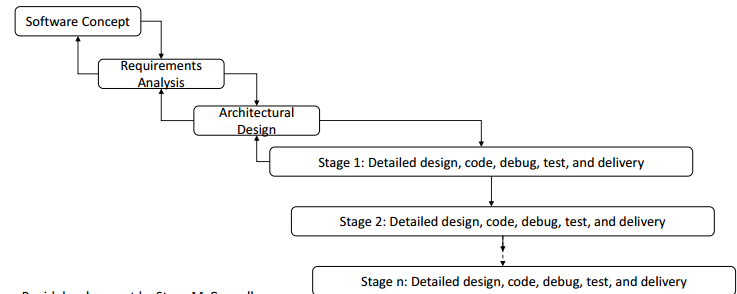 Software Concept
Requirements
Analysis
Architectural
Design
Stage 1: Detailed design, code, debug, test, and delivery
Stage 2: Detailed design, code, debug, test, and delivery
Stage n: Detailed design, code, debug, test, and delivery